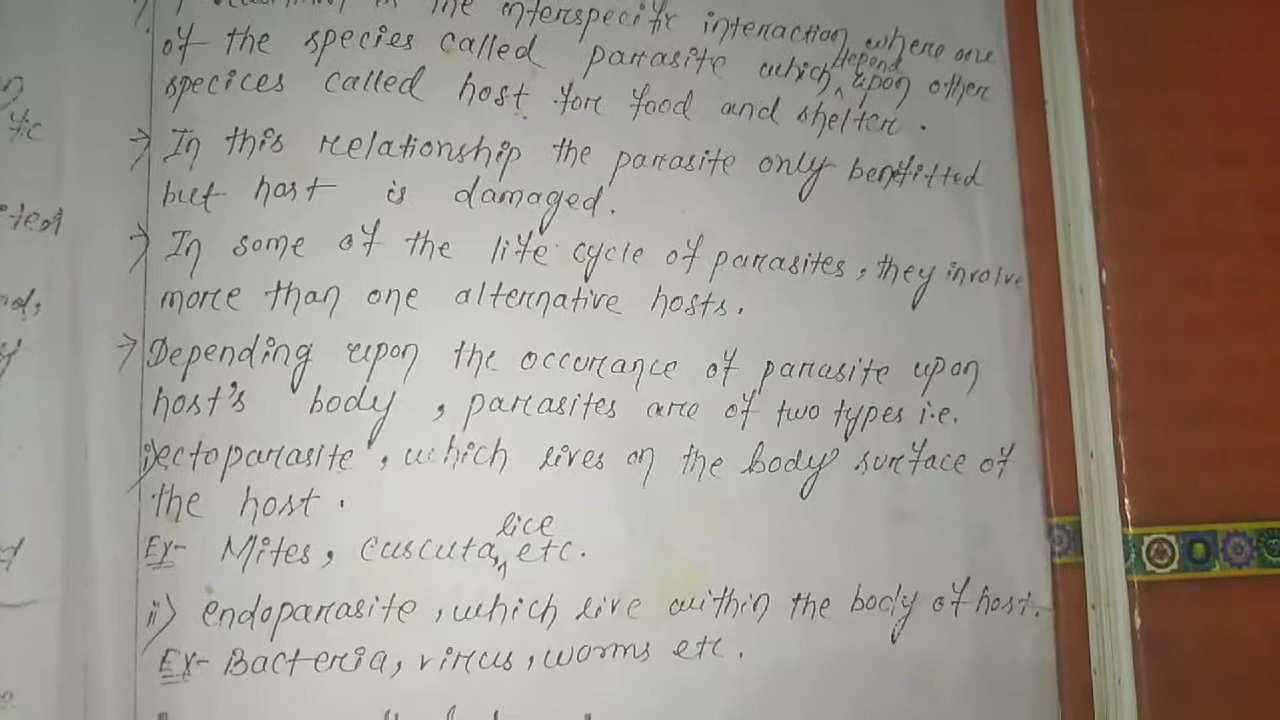 in the interspecific interaction where one
of the species called parasite which depend upon other
specices called host for food and shelter.
→ In this relationship the parasite only benefitted
but host is damaged.
→ In some of the life cycle of parasites, they involve
more than one alternative hosts.
→ Depending upon the occurance of parasite upon
host's body, parasites are of two types i.e.
i) ectoparasite, which lives on the body surface of
the host.
Ex- Mites, Cuscuta, lice etc.
ii) endoparasite, which live within the body of host.
Ex- Bacteria, virus, worms etc.